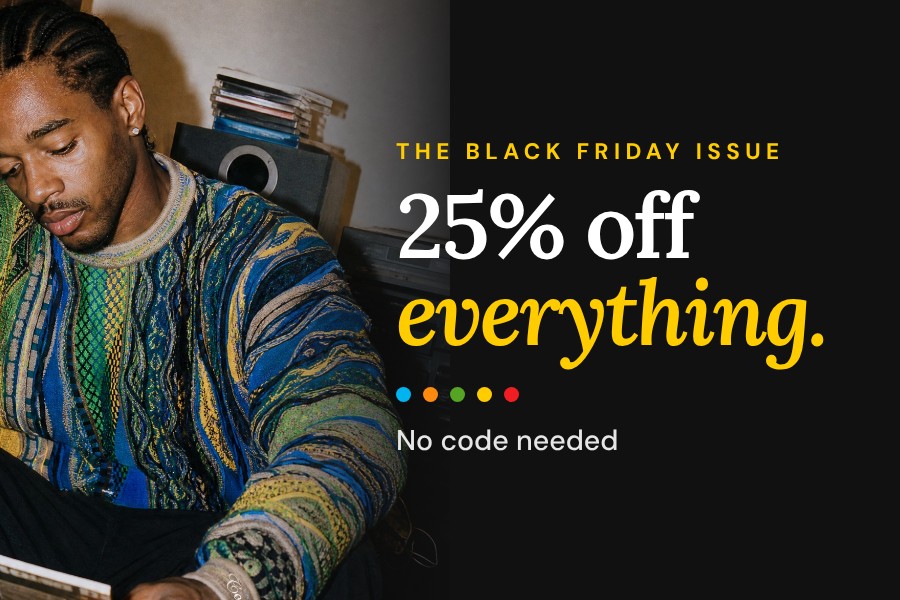 THE BLACK FRIDAY ISSUE
25% off
everything.
No code needed